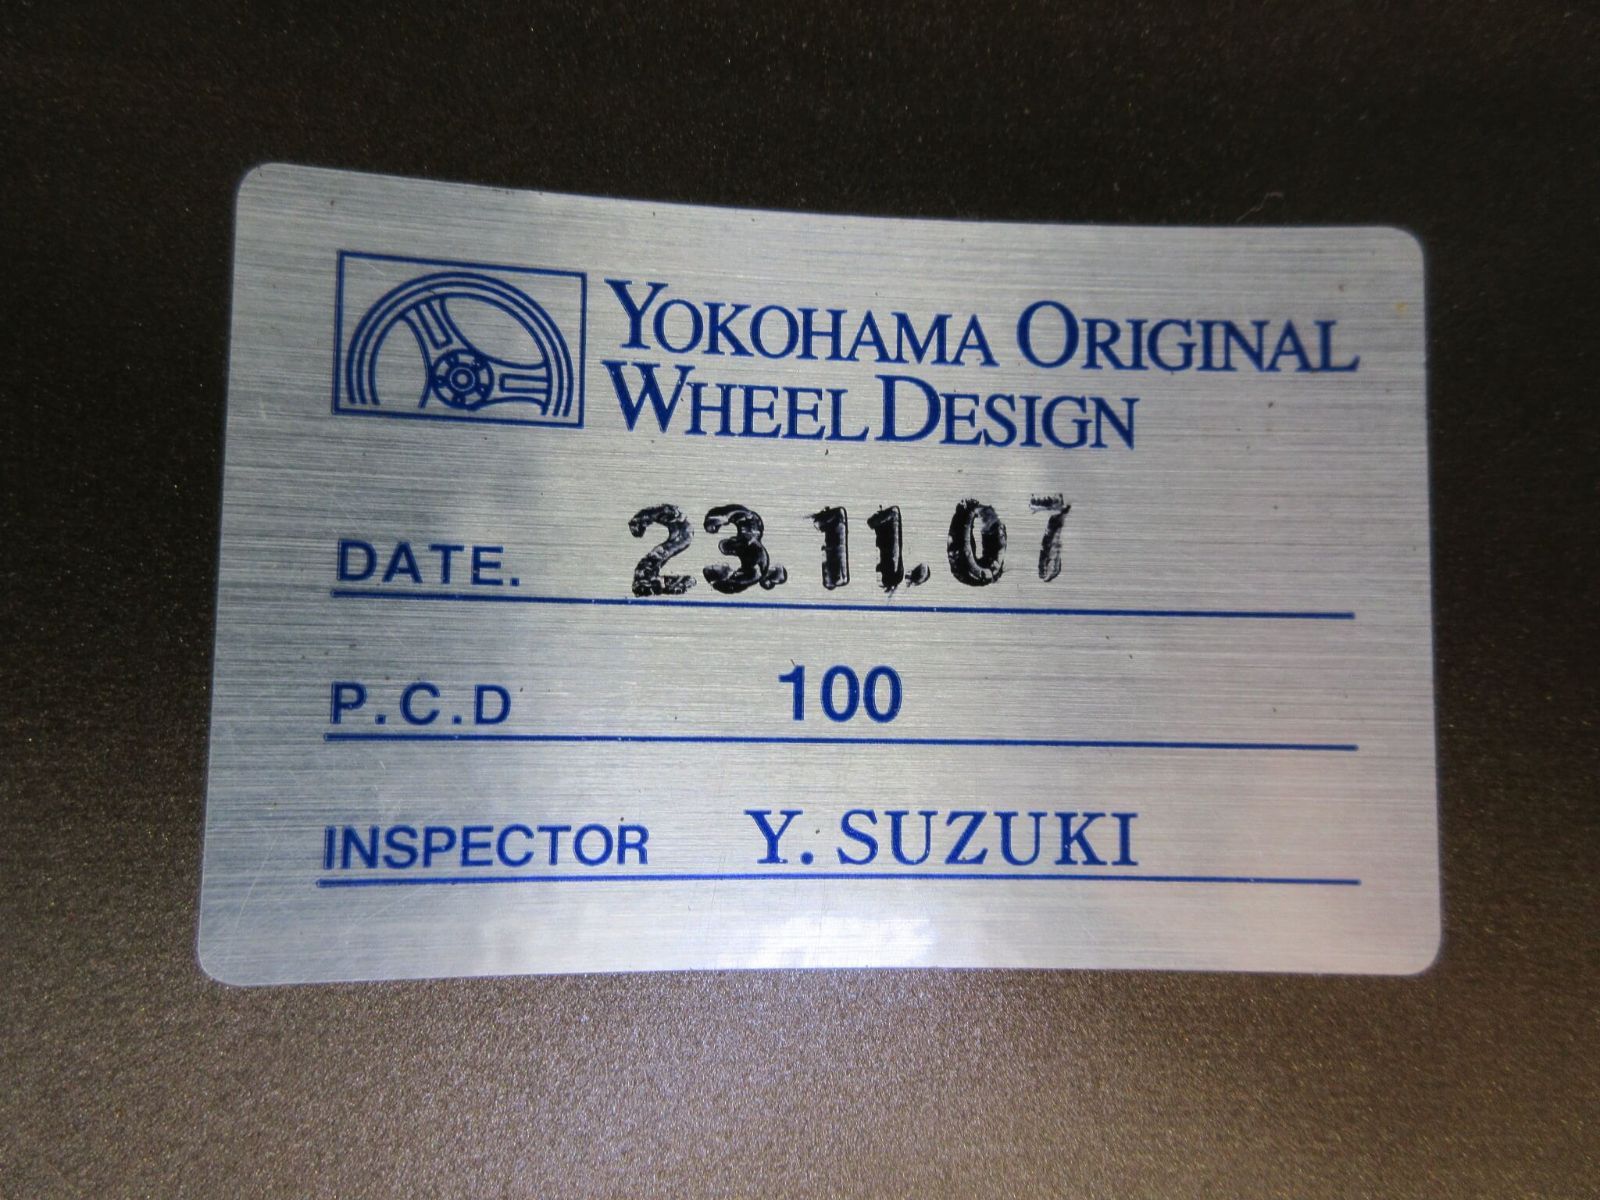 YOKOHAMA ORIGINAL
WHEEL DESIGN
DATE. 23.11.07
P.C.D 100
INSPECTOR Y. SUZUKI